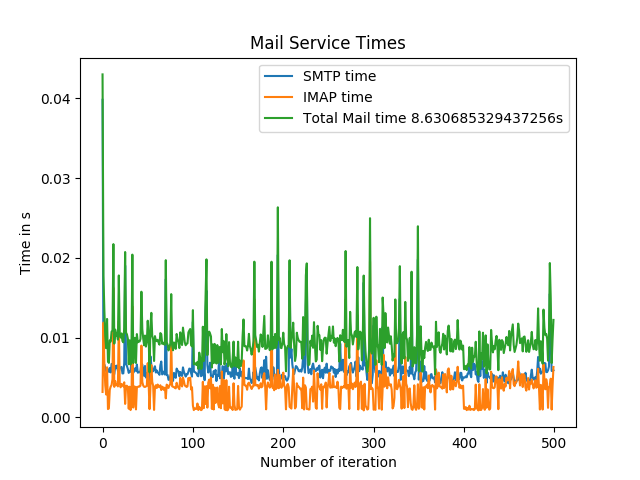 Mail Service Times
SMTP time
IMAP time
Total Mail time 8.630685329437256s
Time in s
0.04
0.03
0.02
0.01
0.00
0 100 200 300 400 500
Number of iteration